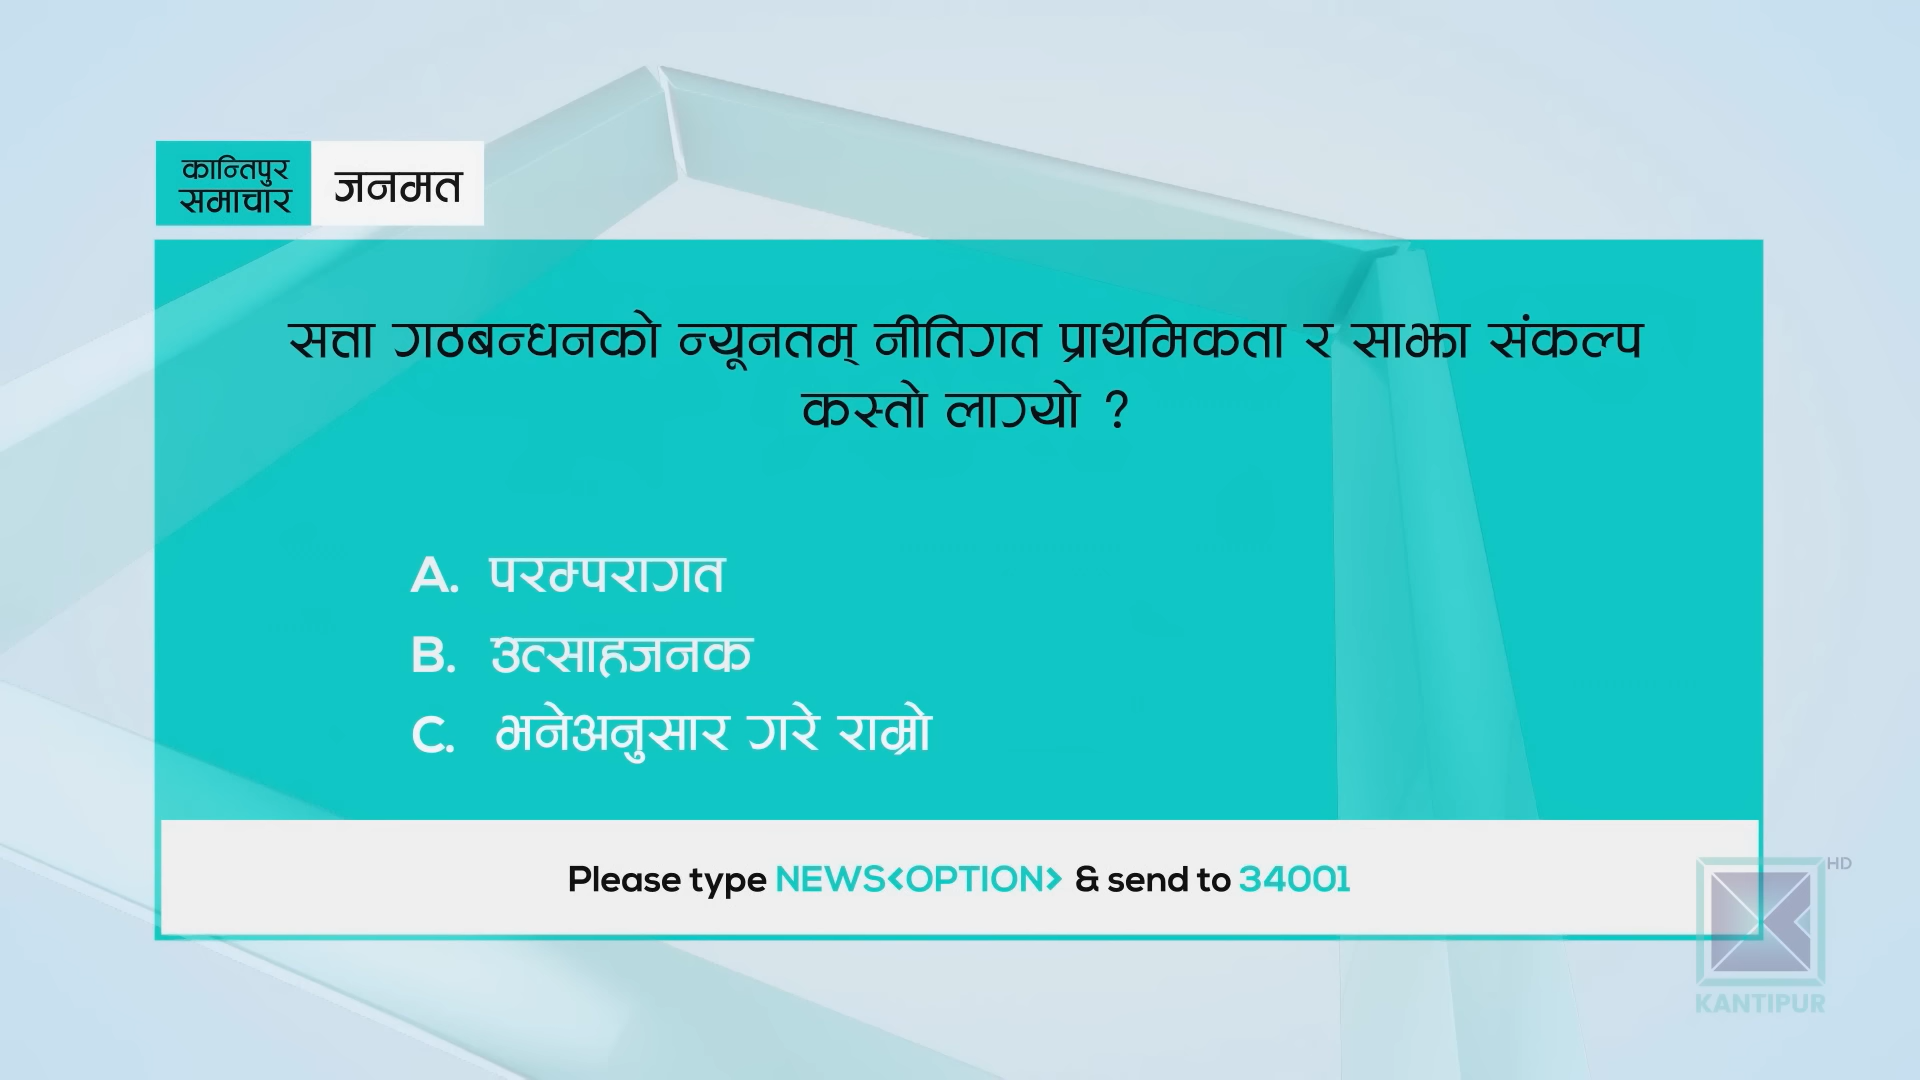 कान्तिपुर
समाचार
जनमत
सत्ता गठबन्धनको न्यूनतम् नीतिगत प्राथमिकता र साझा संकल्प
कस्तो लाग्यो ?
A. परम्परागत
B. उत्साहजनक
C. भनेअनुसार गरे राम्रो
Please type NEWS<OPTION> & send to 34001
HD
KANTIPUR